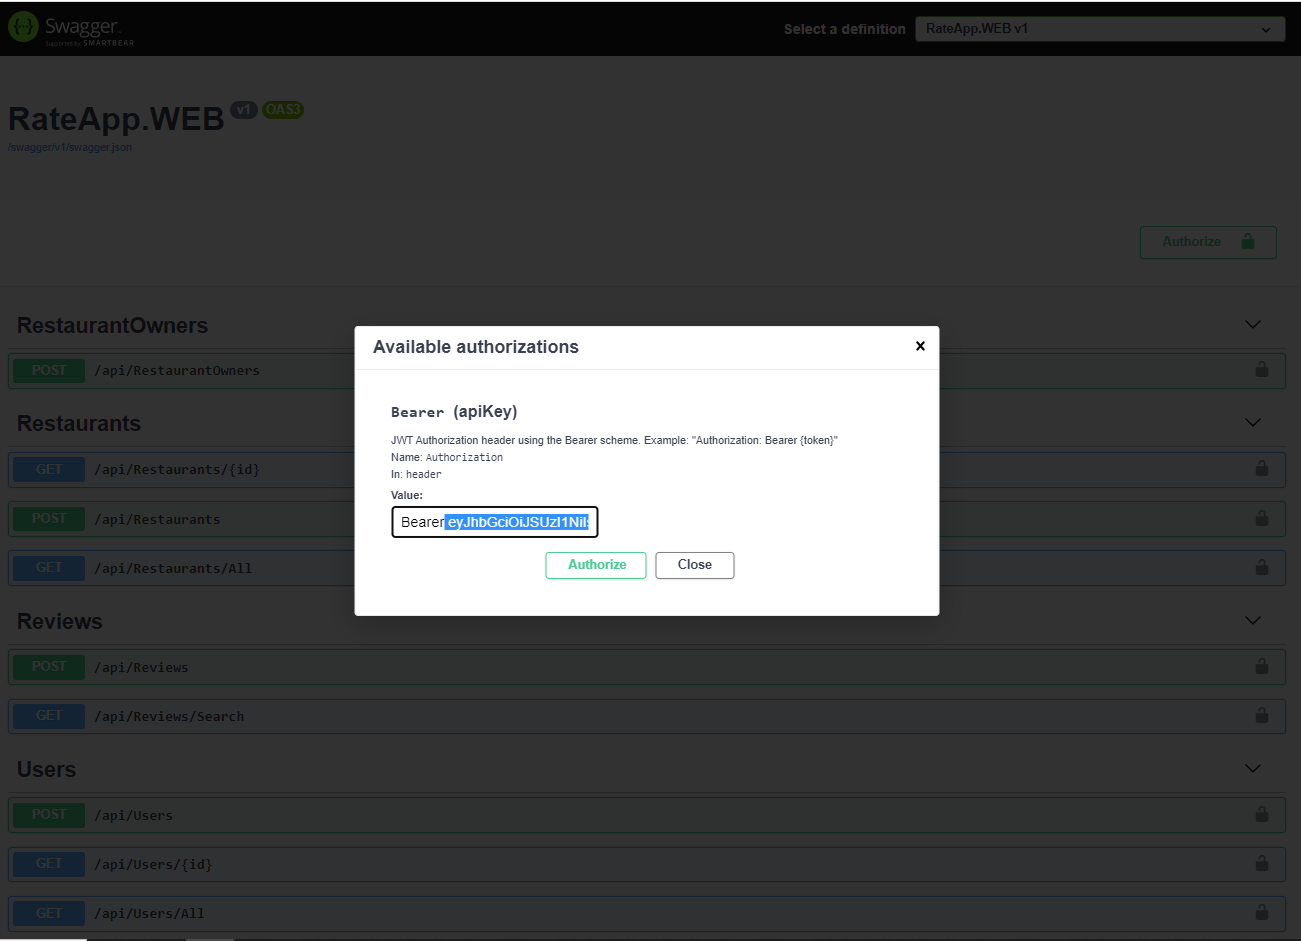 Swagger
Supported by SMARTBEAR
Select a definition
RateApp.WEB v1
RateApp.WEB v1 OAS3
/swagger/v1/swagger.json
Authorize
RestaurantOwners
POST /api/RestaurantOwners
Restaurants
GET /api/Restaurants/{id}
POST /api/Restaurants
GET /api/Restaurants/All
Reviews
POST /api/Reviews
GET /api/Reviews/Search
Users
POST /api/Users
GET /api/Users/{id}
GET /api/Users/All
Available authorizations
Bearer (apiKey)
JWT Authorization header using the Bearer scheme. Example: "Authorization: Bearer {token}"
Name: Authorization
In: header
Value:
Bearer eyJhbGciOiJSUzI1NiIs
Authorize
Close